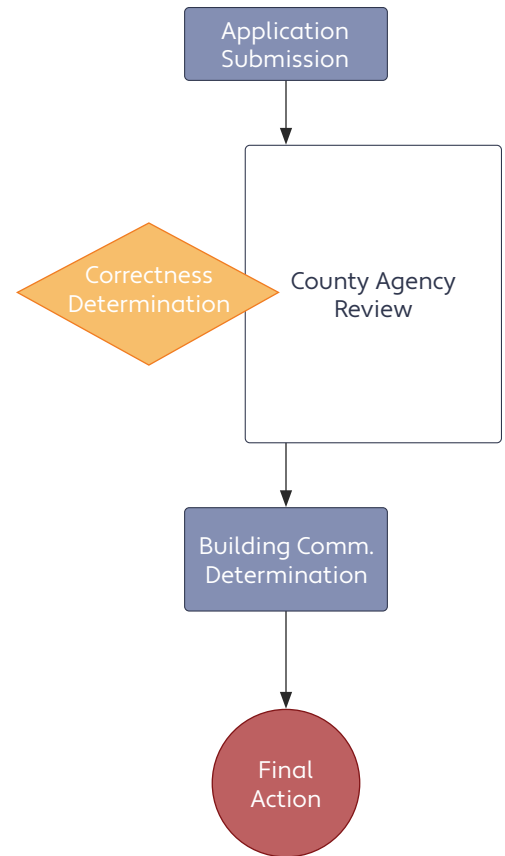 Application
Submission
Correctness
Determination
County Agency
Review
Building Comm.
Determination
Final
Action